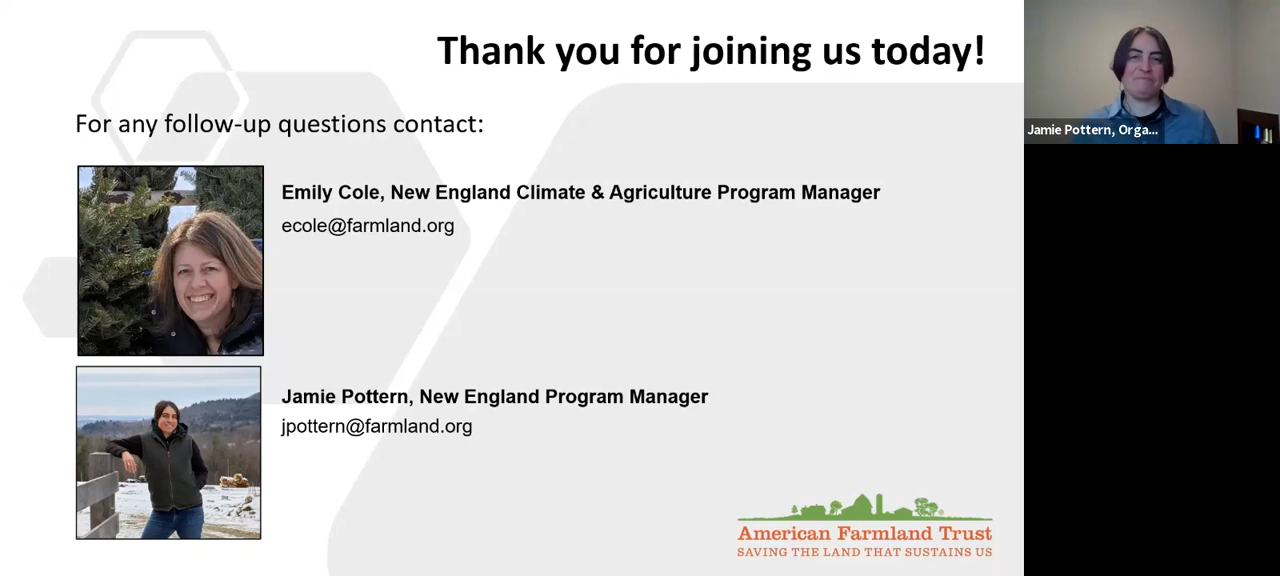 Thank you for joining us today!
For any follow-up questions contact:
Emily Cole, New England Climate & Agriculture Program Manager
ecole@farmland.org
Jamie Pottern, New England Program Manager
jpottern@farmland.org
American Farmland Trust
SAVING THE LAND THAT SUSTAINS US
Jamie Pottern, Orga...